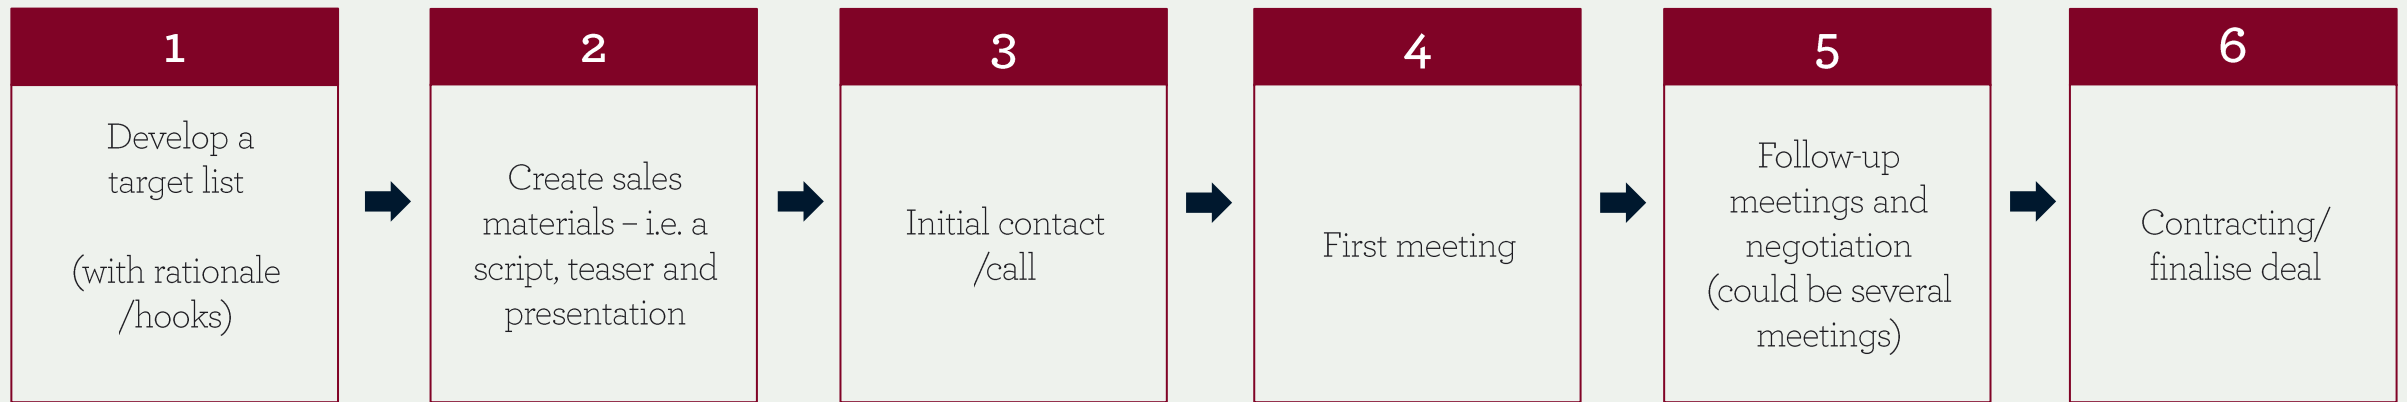 1
Develop a
target list
(with rationale
/hooks)
2
Create sales
materials – i.e. a
script, teaser and
presentation
3
Initial contact
/call
4
First meeting
5
Follow-up
meetings and
negotiation
(could be several
meetings)
6
Contracting/
finalise deal